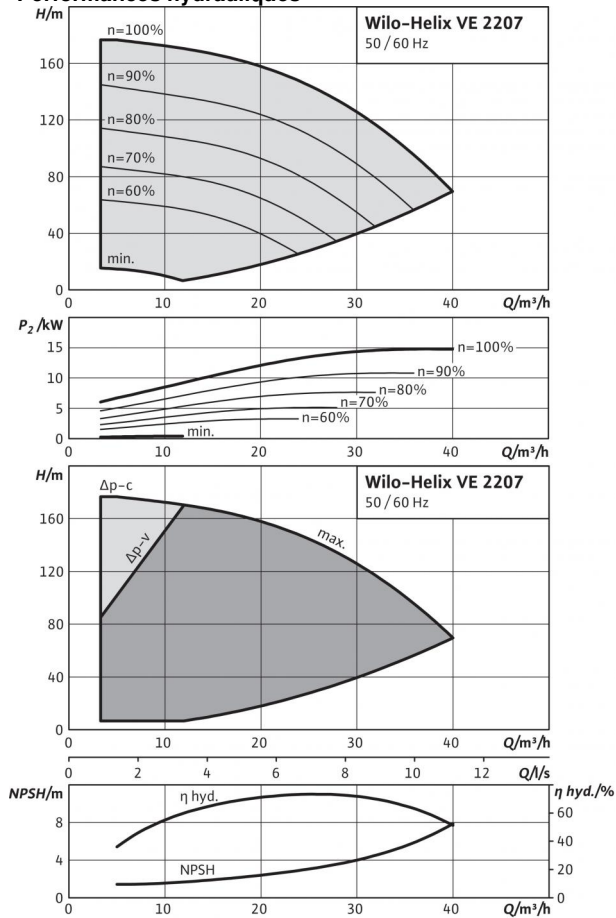 Performances hydrauliques
H/m
Wilo-Helix VE 2207
50 / 60 Hz
n=100%
160
n=90%
120
n=80%
80
n=70%
n=60%
40
min.
0
0 10 20 30 40 Q/m³/h
P₂ /kW
15
n=100%
10
n=90%
n=80%
5
n=70%
n=60%
min.
0
0 10 20 30 40 Q/m³/h
H/m
Wilo-Helix VE 2207
50 / 60 Hz
Δp-c
160
max.
Δp-v
120
80
40
0
0 10 20 30 40 Q/m³/h
0 2 4 6 8 10 12 Q/l/s
NPSH/m
η hyd./%
η hyd.
8
60
40
4
NPSH
20
0
0
0 10 20 30 40 Q/m³/h